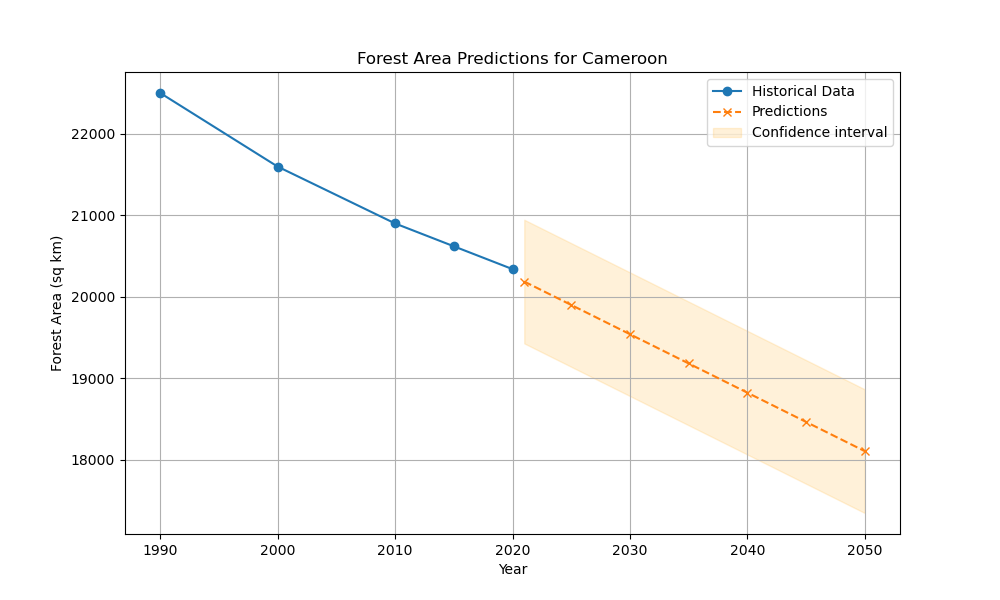 Forest Area Predictions for Cameroon
Historical Data
Predictions
Confidence interval
Forest Area (sq km)
22000
21000
20000
19000
18000
1990 2000 2010 2020 2030 2040 2050
Year